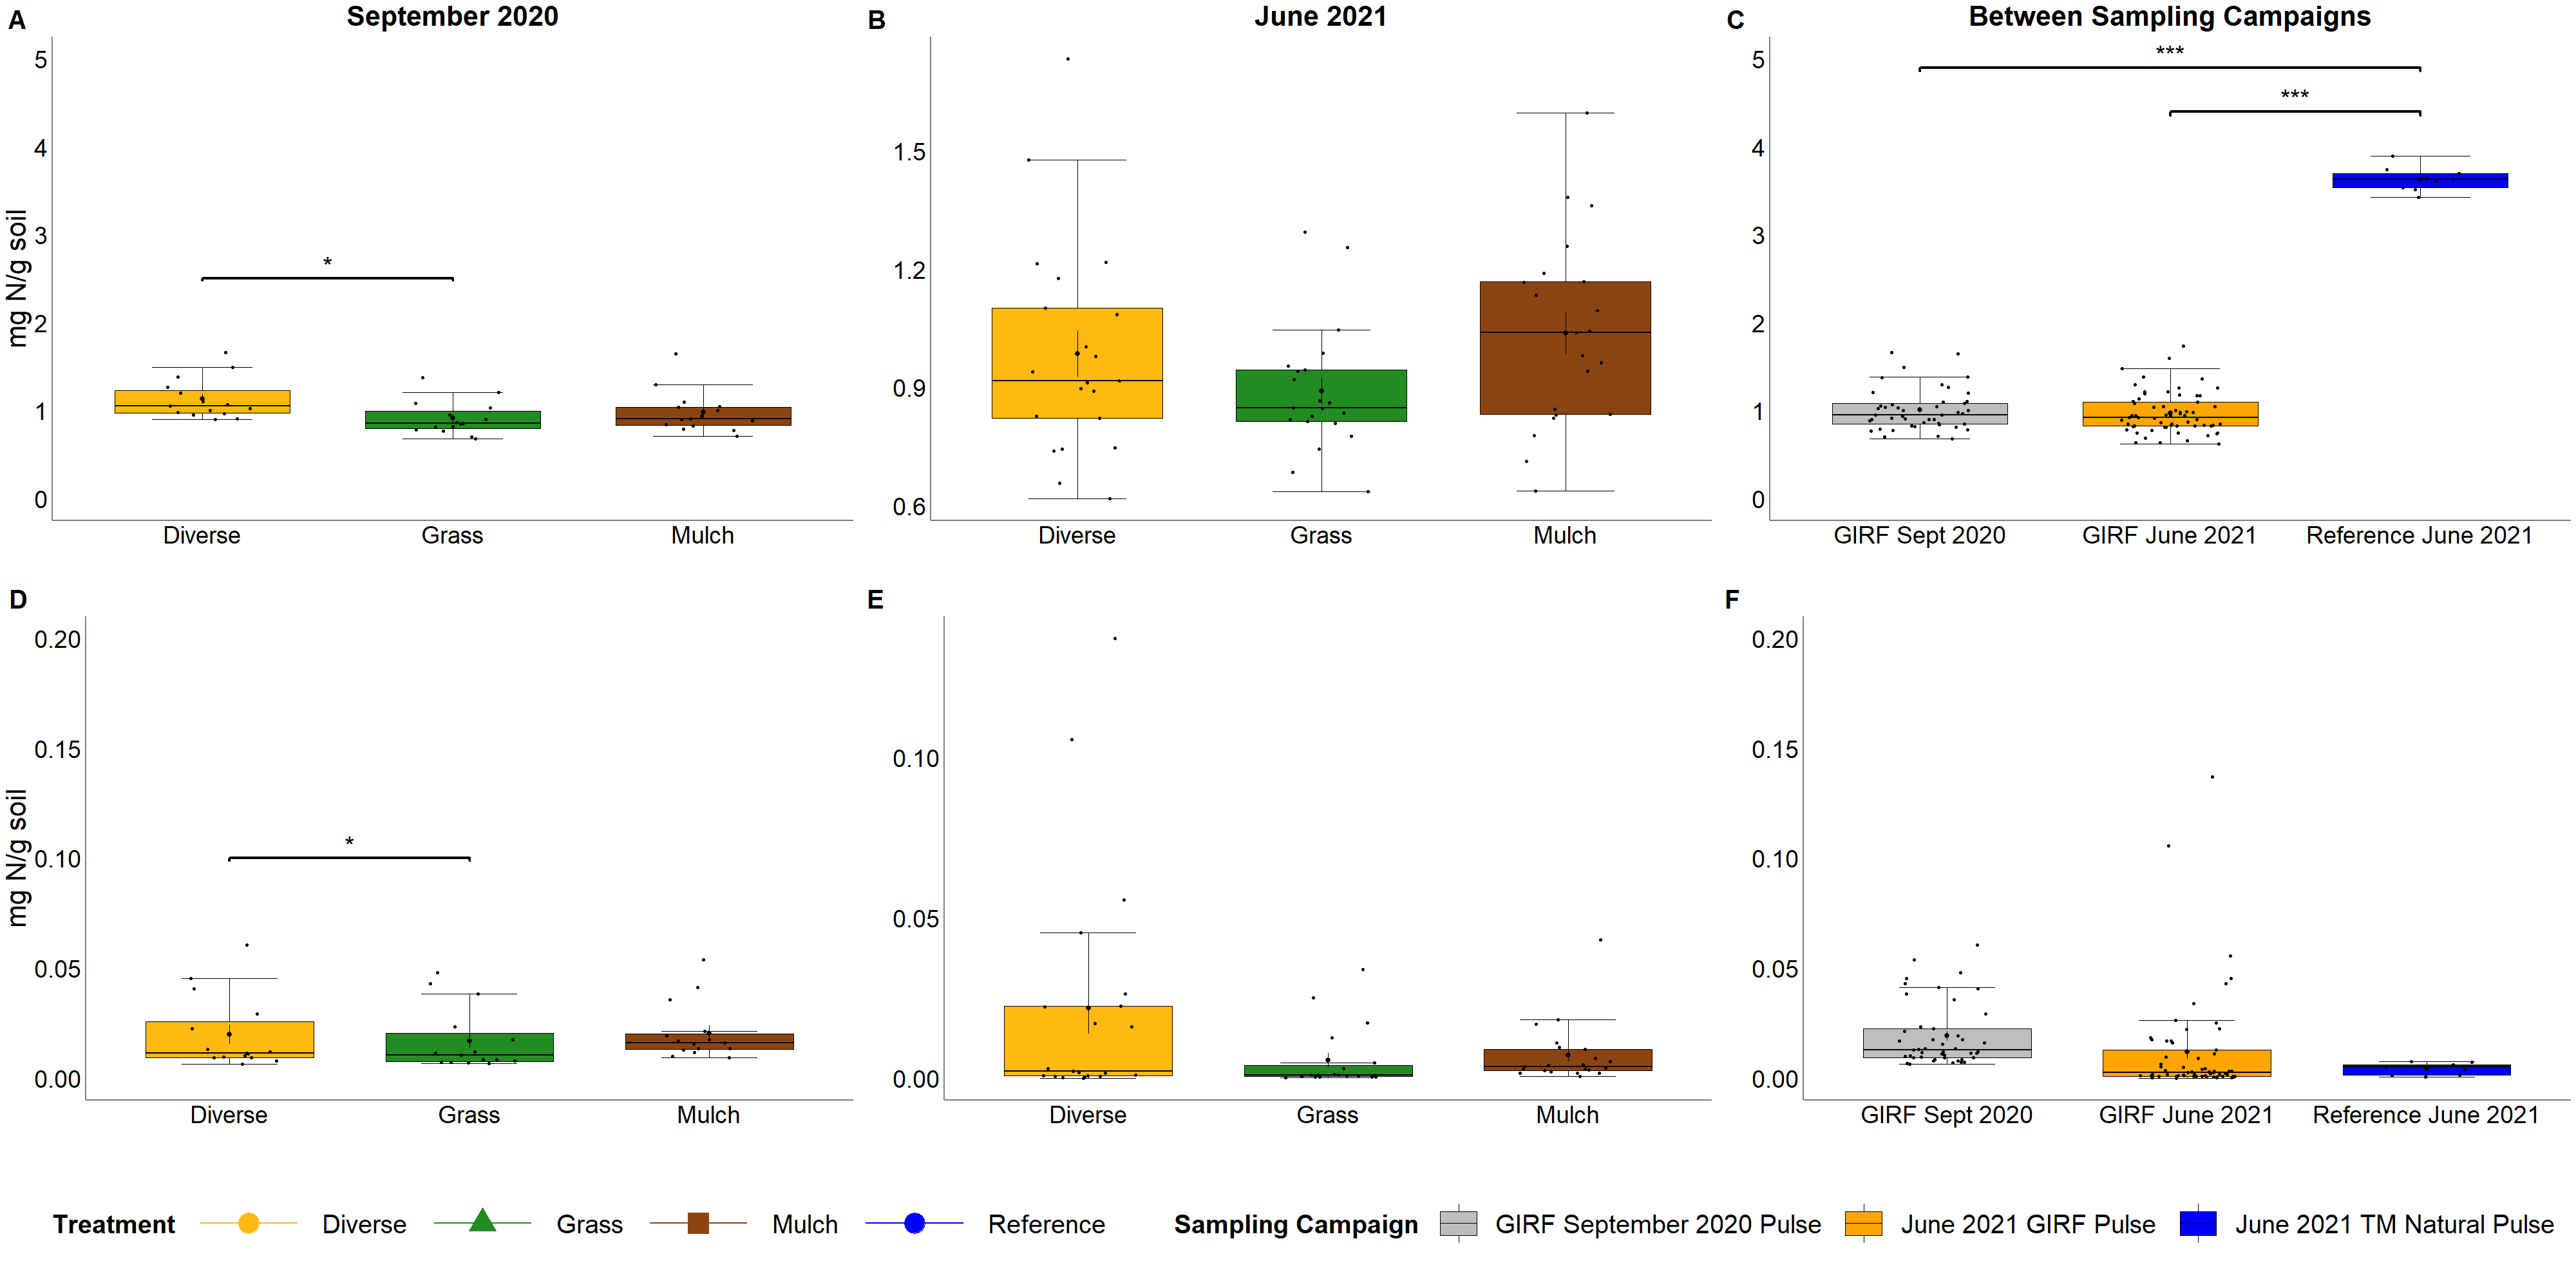 A September 2020
B June 2021
C Between Sampling Campaigns
mg N/g soil
5
4
3
2
1
0
*
Diverse Grass Mulch
1.5
1.2
0.9
0.6
Diverse Grass Mulch
5
4
3
2
1
0
***
***
GIRF Sept 2020 GIRF June 2021 Reference June 2021
D
mg N/g soil
0.20
0.15
0.10
0.05
0.00
*
Diverse Grass Mulch
E
0.10
0.05
0.00
Diverse Grass Mulch
F
0.20
0.15
0.10
0.05
0.00
GIRF Sept 2020 GIRF June 2021 Reference June 2021
Treatment Diverse Grass Mulch Reference
Sampling Campaign GIRF September 2020 Pulse June 2021 GIRF Pulse June 2021 TM Natural Pulse